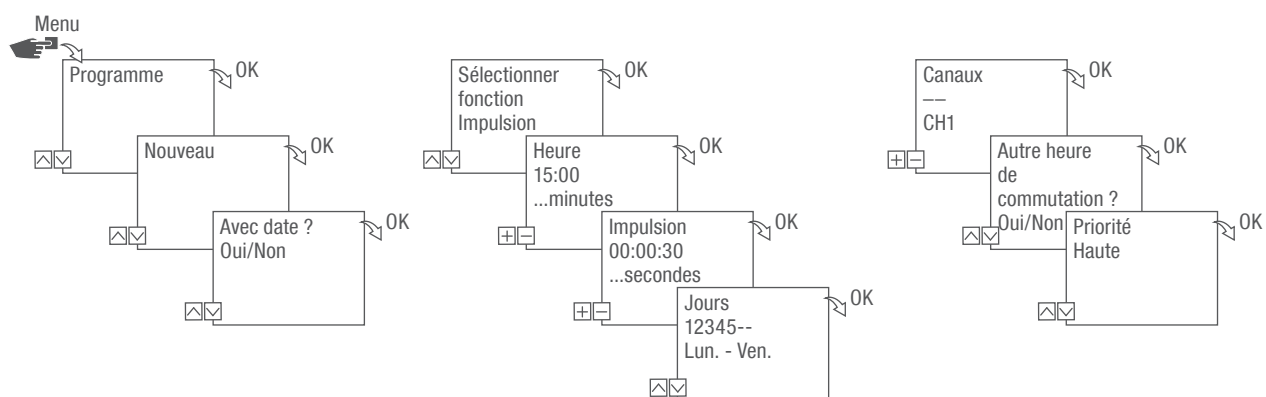 Menu
Programme
OK
Nouveau
OK
Avec date ?
Oui/Non
OK
Sélectionner
fonction
Impulsion
OK
Heure
15:00
...minutes
OK
Impulsion
00:00:30
...secondes
OK
Jours
12345--
Lun. - Ven.
OK
Canaux
––
CH1
OK
Autre heure
de
commutation ?
Oui/Non
OK
Priorité
Haute
OK